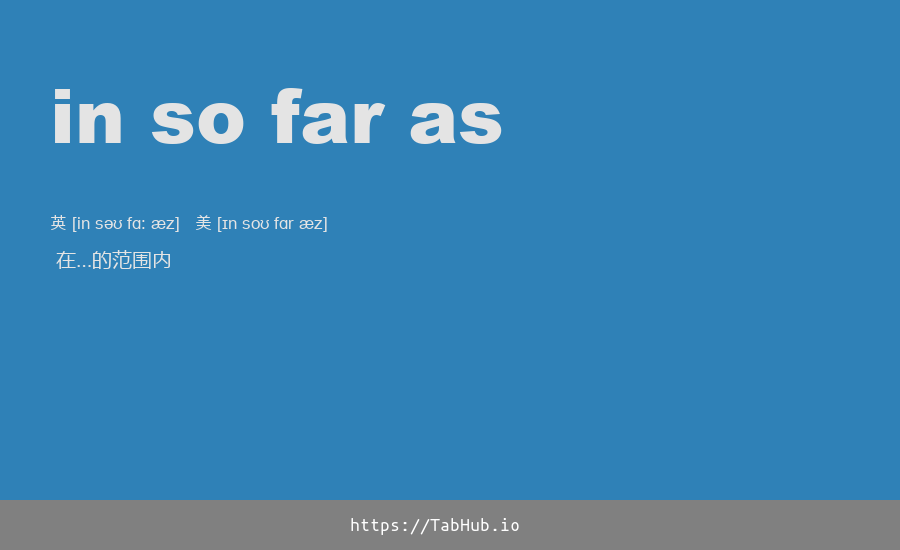 in so far as
英 [in səʊ fɑː æz]   美 [ɪn soʊ fɑr æz]
在...的范围内
https://TabHub.io